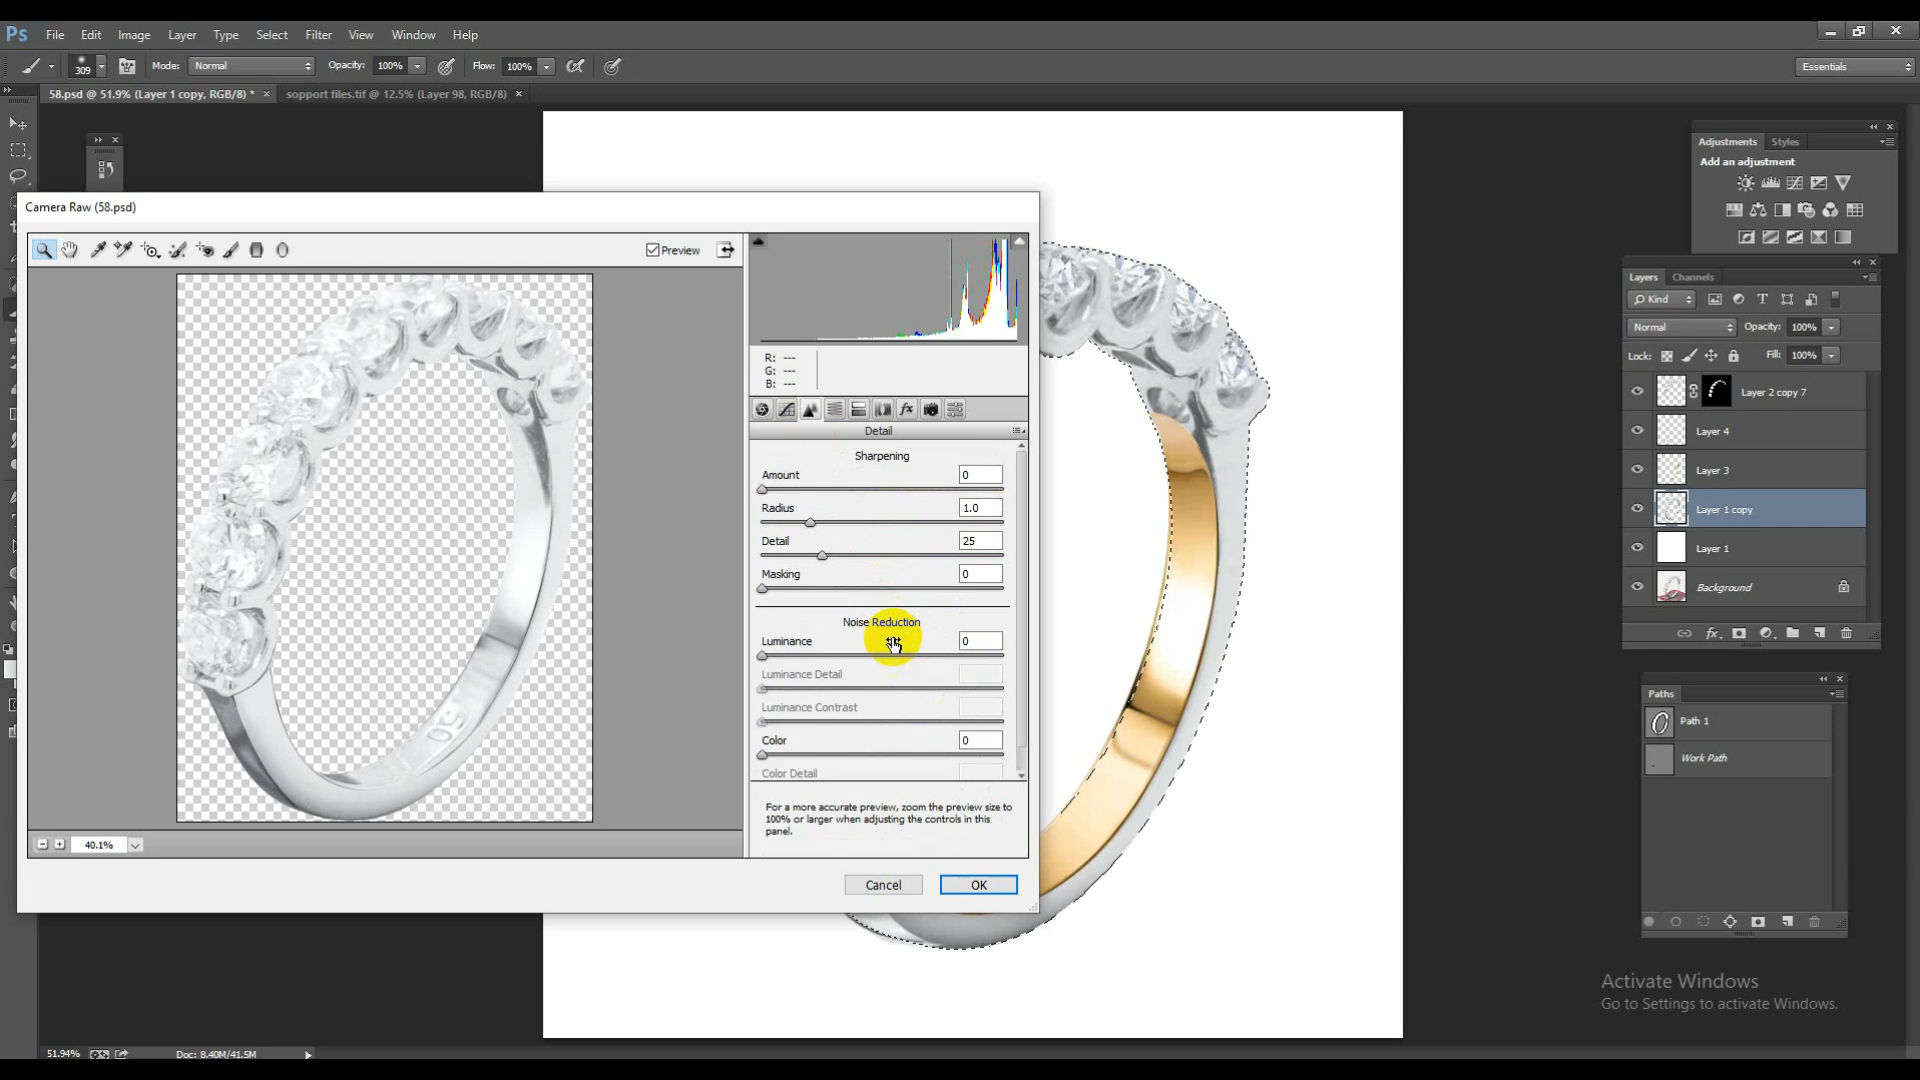 Ps File Edit Image Layer Type Select Filter 3D View Window Help
309 Mode: Normal Opacity: 100% Flow: 100% Essentials
58.psd @ 51.9% (Layer 1 copy, RGB/8) * × sopport files.tif @ 12.5% (Layer 98, RGB/8) ×
Camera Raw (58.psd)
Preview
R: ---
G: ---
B: ---
Detail
Sharpening
Amount 0
Radius 1.0
Detail 25
Masking 0
Noise Reduction
Luminance 0
Luminance Detail
Luminance Contrast
Color 0
Color Detail
For a more accurate preview, zoom the preview size to
100% or larger when adjusting the controls in this
panel.
40.1%
Cancel OK
Adjustments Styles
Add an adjustment
Layers Channels
Kind
Normal Opacity: 100%
Lock: Fill: 100%
Layer 2 copy 7
Layer 4
Layer 3
Layer 1 copy
Layer 1
Background
fx
Paths
Path 1
Work Path
Activate Windows
Go to Settings to activate Windows.
51.94% Doc: 8.40M/41.5M